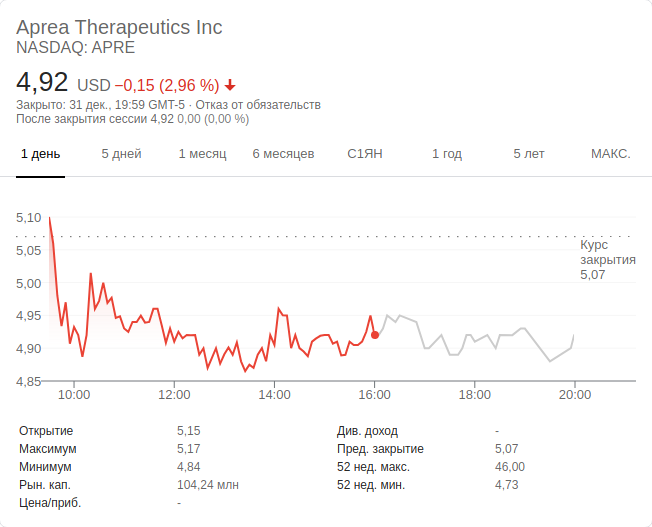 Aprea Therapeutics Inc
NASDAQ: APRE
4,92 USD −0,15 (2,96 %)
Закрыто: 31 дек., 19:59 GMT-5 · Отказ от обязательств
После закрытия сессии 4,92 0,00 (0,00 %)
1 день 5 дней 1 месяц 6 месяцев С1ЯН 1 год 5 лет МАКС.
5,10
Курс
5,05
закрытия
5,07
5,00
4,95
4,90
4,85
10:00 12:00 14:00 16:00 18:00 20:00
Открытие 5,15 Див. доход -
Максимум 5,17 Пред. закрытие 5,07
Минимум 4,84 52 нед. макс. 46,00
Рын. кап. 104,24 млн 52 нед. мин. 4,73
Цена/приб. -